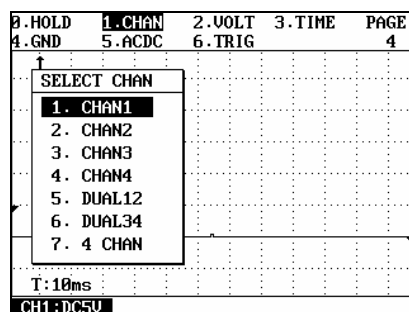 0.HOLD 1.CHAN 2.VOLT 3.TIME PAGE
4.GND 5.ACDC 6.TRIG 4
SELECT CHAN
1. CHAN1
2. CHAN2
3. CHAN3
4. CHAN4
5. DUAL12
6. DUAL34
7. 4 CHAN
T:10ms
CH1:DC5V